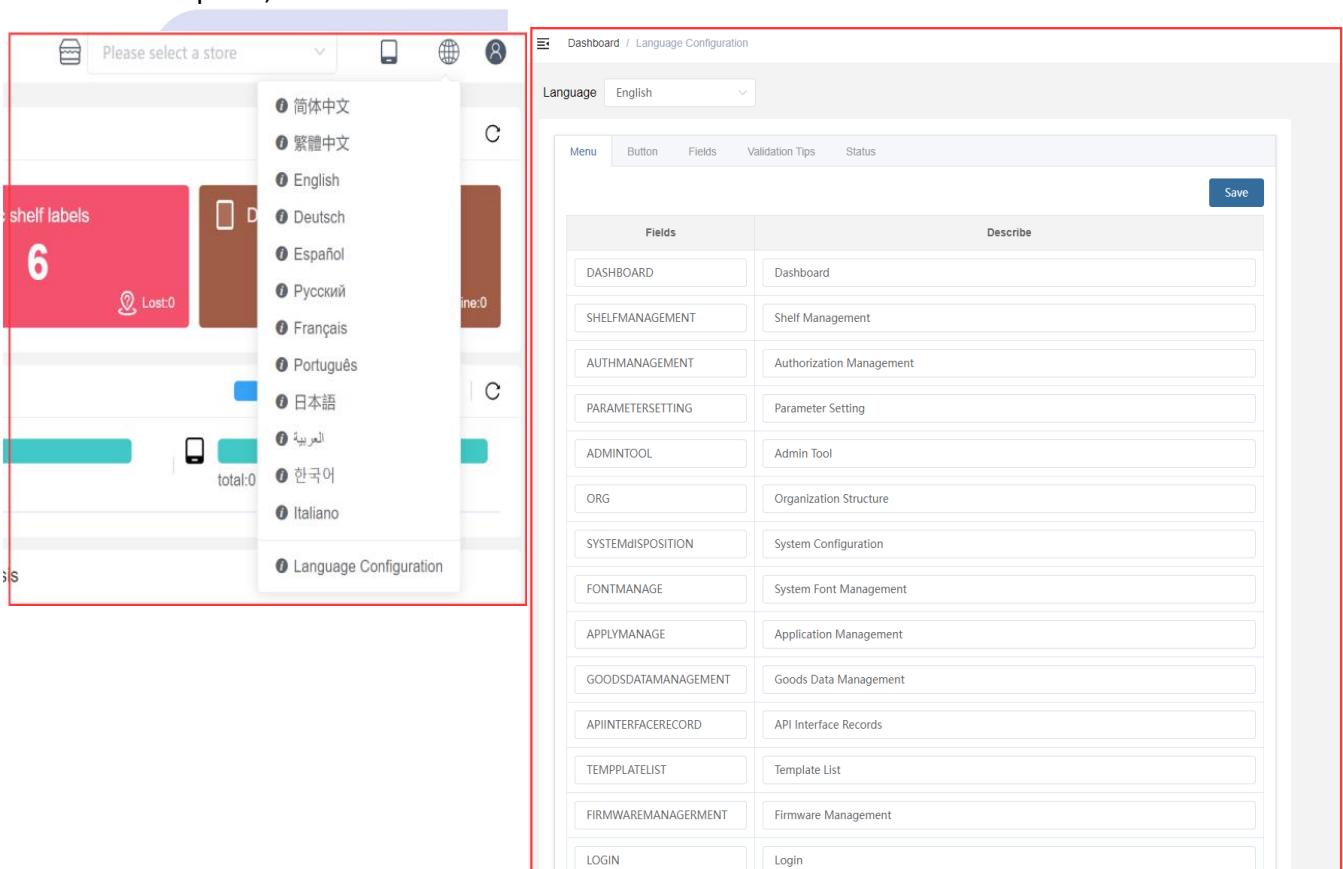 Please select a store
简体中文
繁體中文
English
Deutsch
Español
Русский
Français
Português
日本語
العربية
한국어
Italiano
Language Configuration
shelf labels
6
Lost:0
D
ine:0
total:0
sis
Dashboard / Language Configuration
Language English
Menu Button Fields Validation Tips Status
Save
Fields Describe
DASHBOARD Dashboard
SHELFMANAGEMENT Shelf Management
AUTHMANAGEMENT Authorization Management
PARAMETERSETTING Parameter Setting
ADMINTOOL Admin Tool
ORG Organization Structure
SYSTEMdISPOSITION System Configuration
FONTMANAGE System Font Management
APPLYMANAGE Application Management
GOODSDATAMANAGEMENT Goods Data Management
APIINTERFACERECORD API Interface Records
TEMPPLATELIST Template List
FIRMWAREMANAGERMENT Firmware Management
LOGIN Login